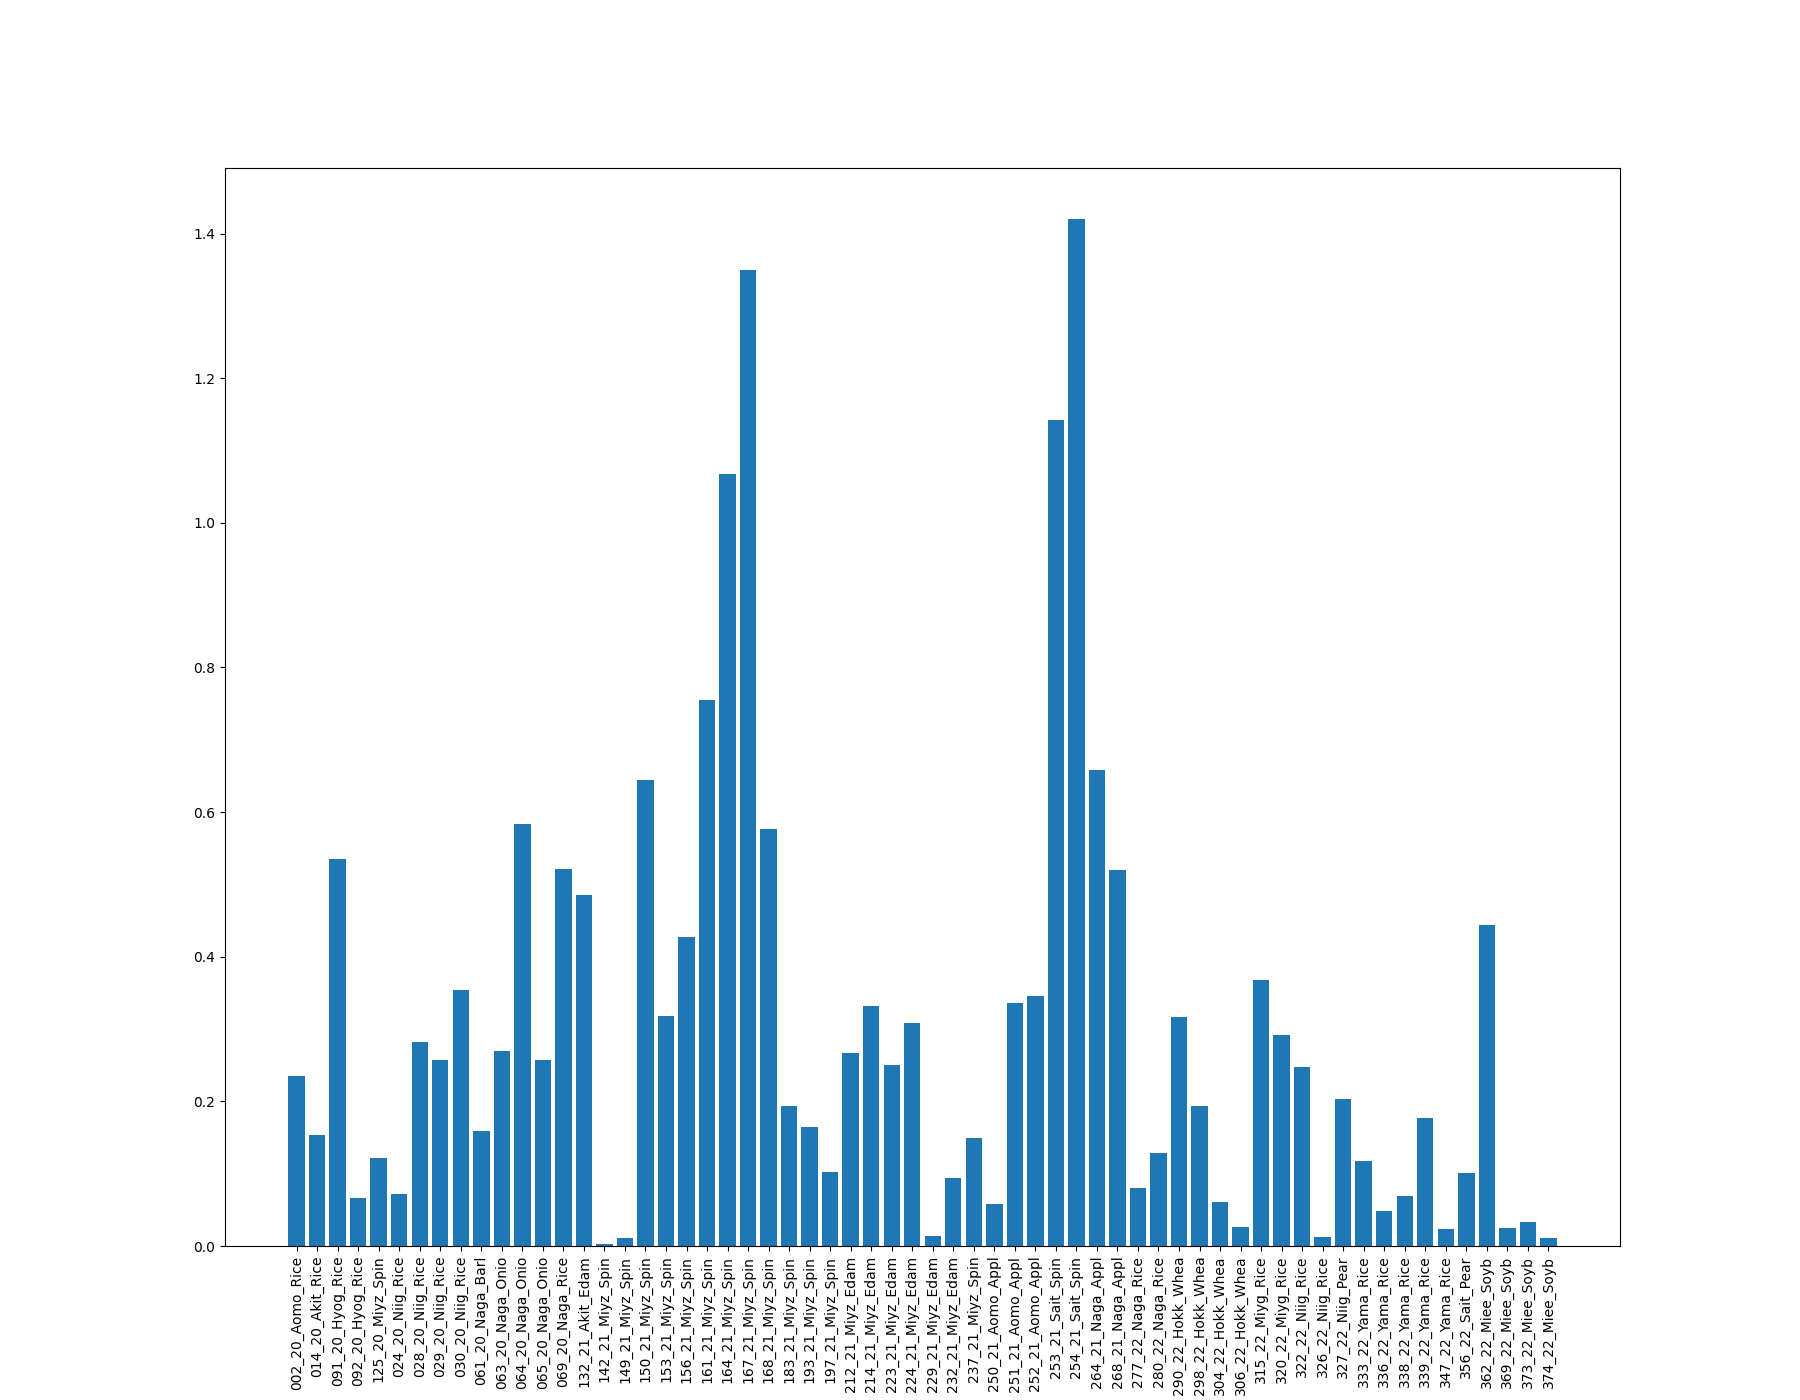 1.4
1.2
1.0
0.8
0.6
0.4
0.2
0.0
002_20_Aomo_Rice
014_20_Akit_Rice
091_20_Hyog_Rice
092_20_Hyog_Rice
125_20_Miyz_Spin
024_20_Niig_Rice
028_20_Niig_Rice
029_20_Niig_Rice
030_20_Niig_Rice
061_20_Naga_Barl
063_20_Naga_Onio
064_20_Naga_Onio
065_20_Naga_Onio
069_20_Naga_Rice
132_21_Akit_Edam
142_21_Miyz_Spin
149_21_Miyz_Spin
150_21_Miyz_Spin
153_21_Miyz_Spin
156_21_Miyz_Spin
161_21_Miyz_Spin
164_21_Miyz_Spin
167_21_Miyz_Spin
168_21_Miyz_Spin
183_21_Miyz_Spin
193_21_Miyz_Spin
197_21_Miyz_Spin
212_21_Miyz_Edam
214_21_Miyz_Edam
223_21_Miyz_Edam
224_21_Miyz_Edam
229_21_Miyz_Edam
232_21_Miyz_Edam
237_21_Miyz_Spin
250_21_Aomo_Appl
251_21_Aomo_Appl
252_21_Aomo_Appl
253_21_Sait_Spin
254_21_Sait_Spin
264_21_Naga_Appl
268_21_Naga_Appl
277_22_Naga_Rice
280_22_Naga_Rice
290_22_Hokk_Whea
298_22_Hokk_Whea
304_22_Hokk_Whea
306_22_Hokk_Whea
315_22_Miyg_Rice
320_22_Miyg_Rice
322_22_Niig_Rice
326_22_Niig_Rice
327_22_Niig_Pear
333_22_Yama_Rice
336_22_Yama_Rice
338_22_Yama_Rice
339_22_Yama_Rice
347_22_Yama_Rice
356_22_Sait_Pear
362_22_Miee_Soyb
369_22_Miee_Soyb
373_22_Miee_Soyb
374_22_Miee_Soyb